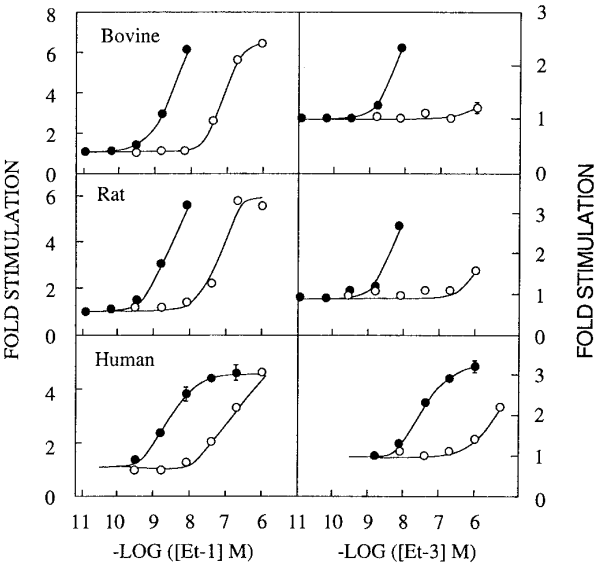 Bovine
8
6
4
2
0
3
2
1
0
Rat
6
4
2
0
3
2
1
0
Human
4
2
0
3
2
1
0
FOLD STIMULATION
FOLD STIMULATION
11 10 9 8 7 6
11 10 9 8 7 6
-LOG ([Et-1] M)
-LOG ([Et-3] M)